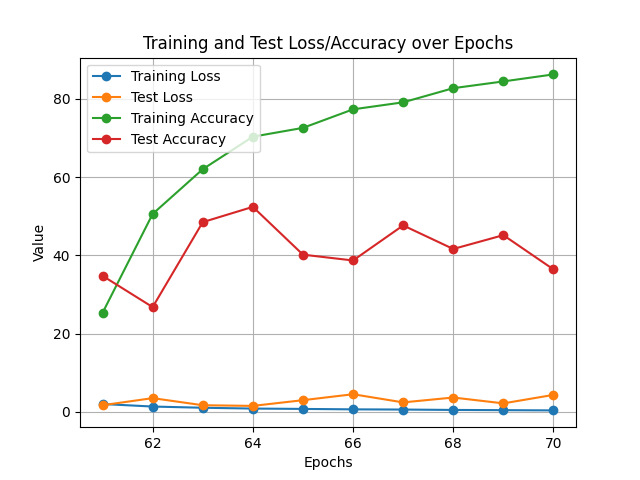 Training and Test Loss/Accuracy over Epochs
Training Loss
Test Loss
Training Accuracy
Test Accuracy
80
60
40
20
0
Value
62
64
66
68
70
Epochs